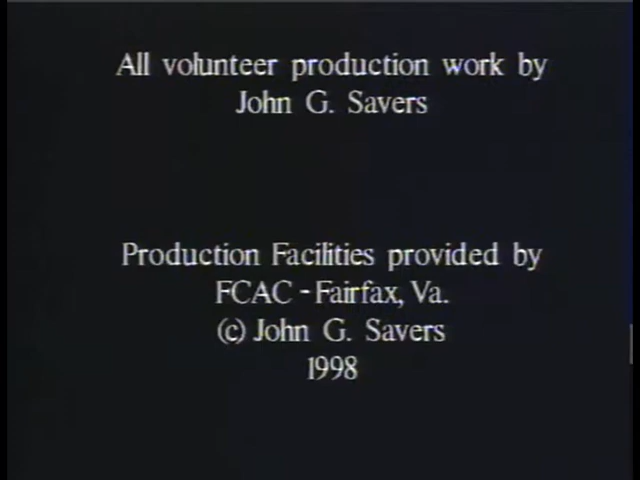 All volunteer production work by
John G. Savers
Production Facilities provided by
FCAC - Fairfax, Va.
(c) John G. Savers
1998